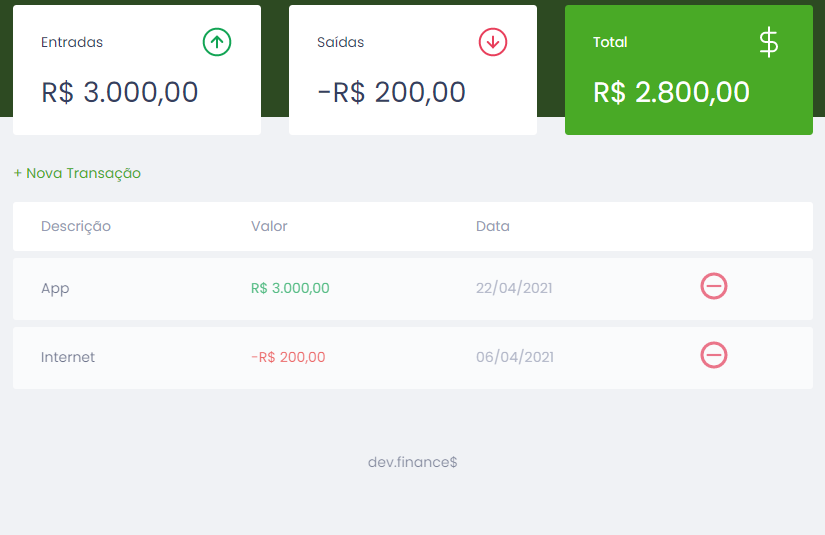 Entradas
Saídas
Total
R$ 3.000,00
-R$ 200,00
R$ 2.800,00
+ Nova Transação
Descrição Valor Data
App R$ 3.000,00 22/04/2021
Internet -R$ 200,00 06/04/2021
dev.finance$